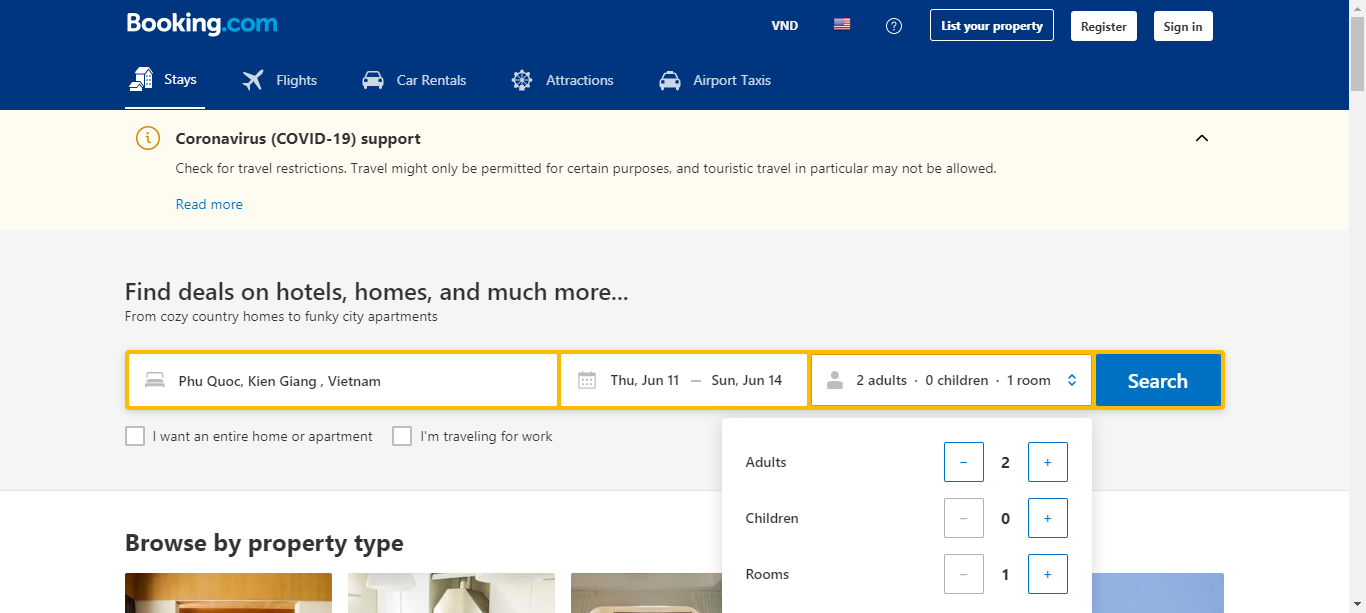 Booking.com
VND
List your property
Register
Sign in
Stays
Flights
Car Rentals
Attractions
Airport Taxis
Coronavirus (COVID-19) support
Check for travel restrictions. Travel might only be permitted for certain purposes, and touristic travel in particular may not be allowed.
Read more
Find deals on hotels, homes, and much more...
From cozy country homes to funky city apartments
Phu Quoc, Kien Giang , Vietnam
Thu, Jun 11 — Sun, Jun 14
2 adults · 0 children · 1 room
Search
I want an entire home or apartment
I'm traveling for work
Adults − 2 +
Children − 0 +
Rooms − 1 +
Browse by property type